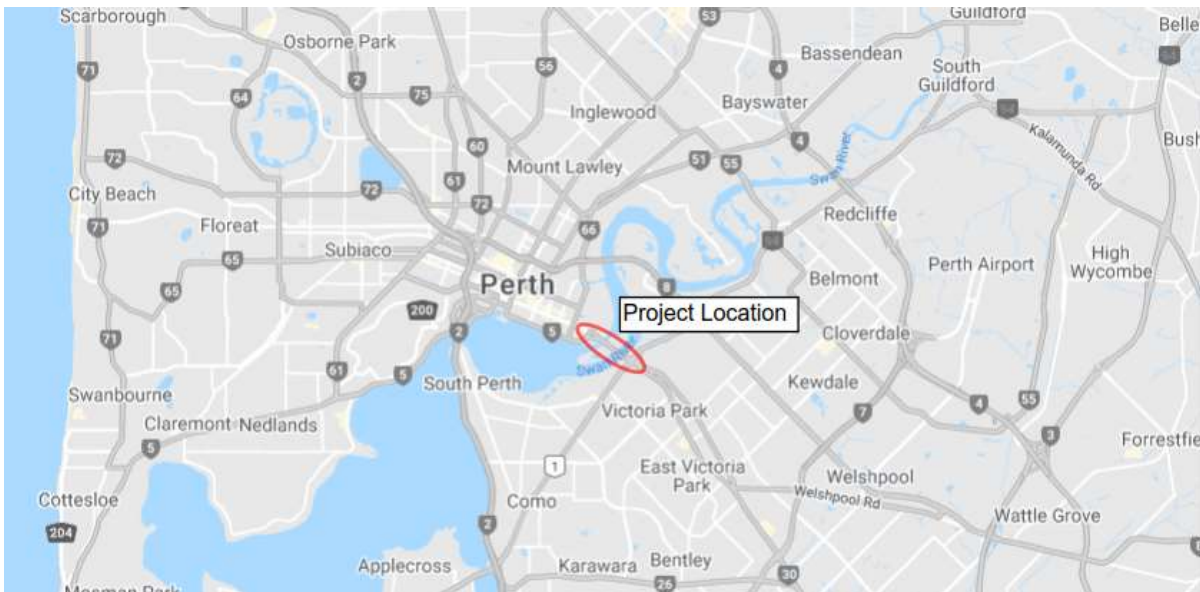 Scarborough
53
Guildford
Belle
Osborne Park
Bassendean
71
2
56
4
South
Guildford
64
75
Inglewood
Bayswater
Kalamunda Rd
Bush
60
4
Swan River
72
Mount Lawley
51
55
72
61
City Beach
72
Redcliffe
71
Floreat
66
Subiaco
65
High
Wycombe
Perth Airport
Belmont
65
Perth
8
200
Project Location
2
5
Cloverdale
71
Swan River
61
5
South Perth
Kewdale
Swanbourne
55
4
7
Victoria Park
Claremont
Nedlands
3
5
Forrestfie
1
East Victoria
Park
Welshpool
Cottesloe
Como
Welshpool Rd
204
2
Wattle Grove
Applecross
Karawara
Bentley
30
26
Mosman Park